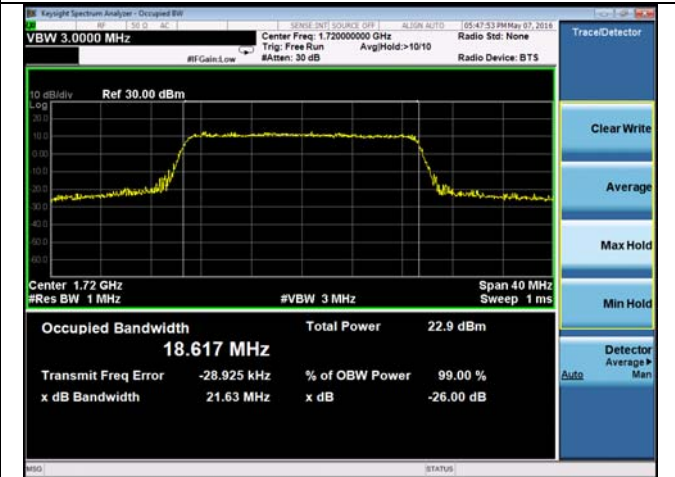 Keysight Spectrum Analyzer - Occupied BW
RF 50 Ω AC SENSE:INT SOURCE OFF ALIGN AUTO 05:47:53 PM May 07, 2016
VBW 3.0000 MHz Center Freq: 1.720000000 GHz Radio Std: None
Trig: Free Run Avg|Hold:>10/10
#IFGain:Low #Atten: 30 dB Radio Device: BTS
Trace/Detector
10 dB/div Ref 30.00 dBm
Log
20.0
10.0
0.00
-10.0
-20.0
-30.0
-40.0
-50.0
-60.0
Center 1.72 GHz Span 40 MHz
#Res BW 1 MHz #VBW 3 MHz Sweep 1 ms
Occupied Bandwidth Total Power 22.9 dBm
18.617 MHz
Transmit Freq Error -28.925 kHz % of OBW Power 99.00 %
x dB Bandwidth 21.63 MHz x dB -26.00 dB
Clear Write
Average
Max Hold
Min Hold
Detector
Average
Auto Man
MSG STATUS